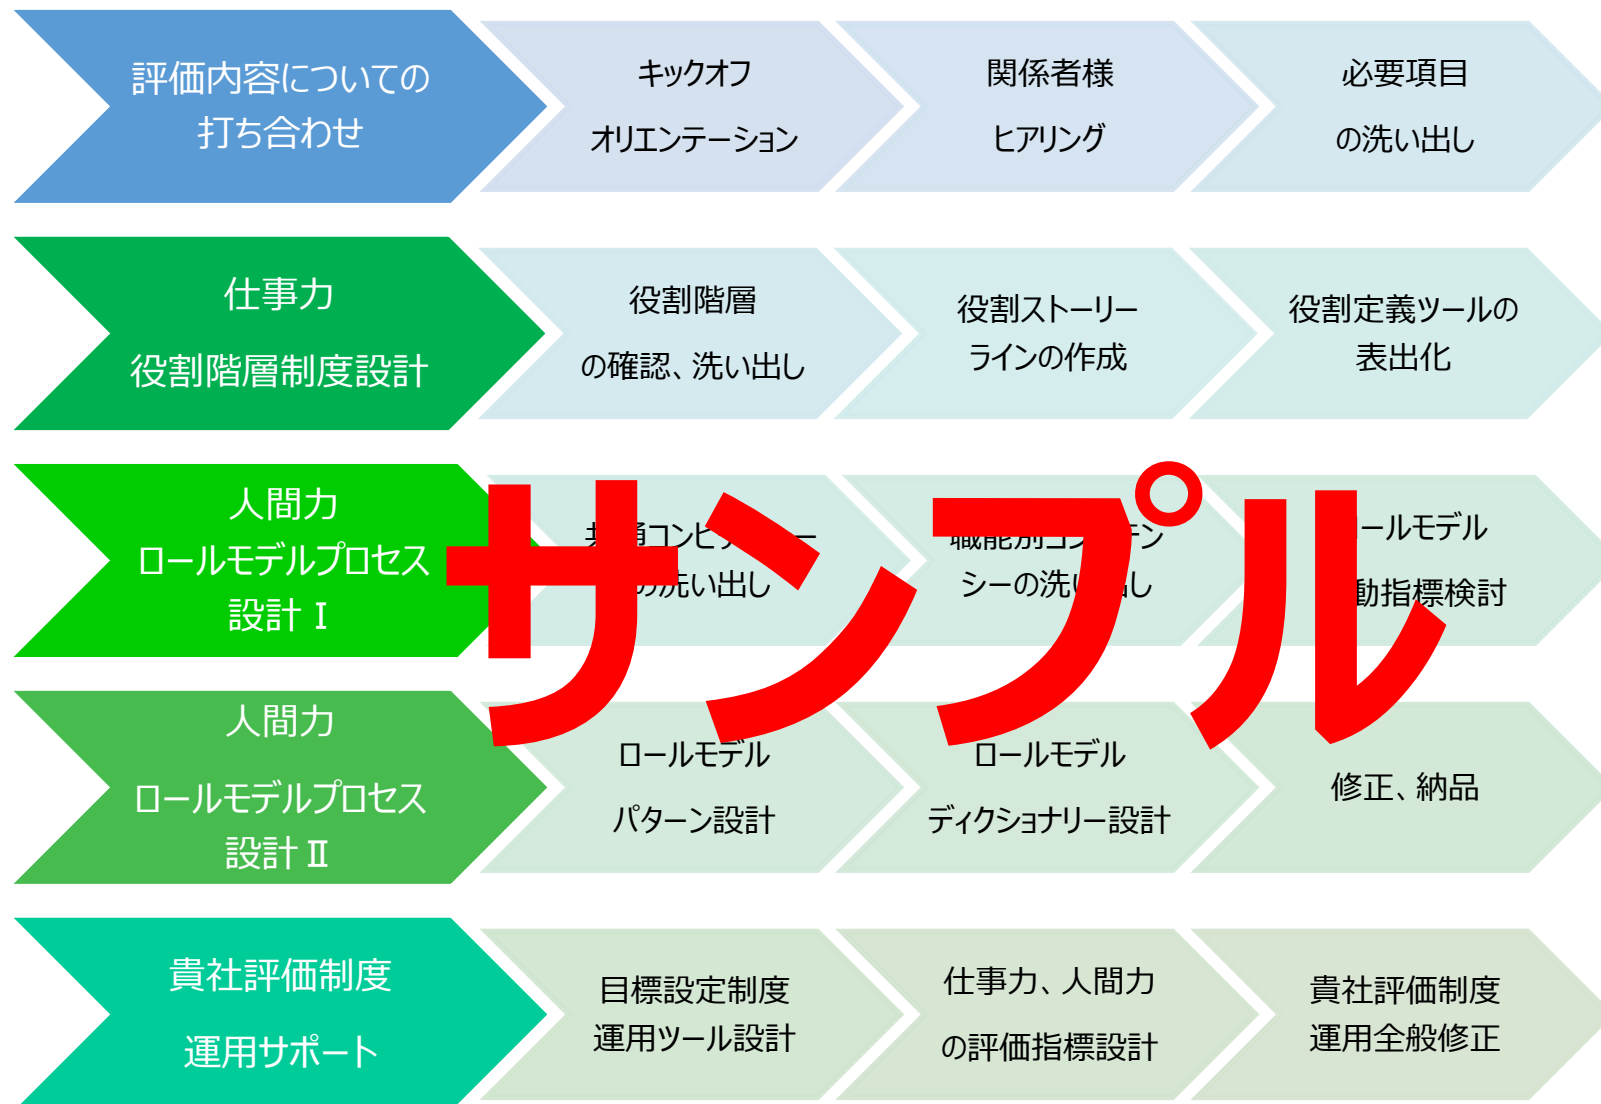 評価内容についての
打ち合わせ
キックオフ
オリエンテーション
関係者様
ヒアリング
必要項目
の洗い出し
仕事力
役割階層制度設計
役割階層
の確認、洗い出し
役割ストーリー
ラインの作成
役割定義ツールの
表出化
人間力
ロールモデルプロセス
設計 Ⅰ
洗い出し
シーの洗い出し
ールモデル
動指標検討
サンプル
人間力
ロールモデルプロセス
設計 Ⅱ
ロールモデル
パターン設計
ロールモデル
ディクショナリー設計
修正、納品
貴社評価制度
運用サポート
目標設定制度
運用ツール設計
仕事力、人間力
の評価指標設計
貴社評価制度
運用全般修正